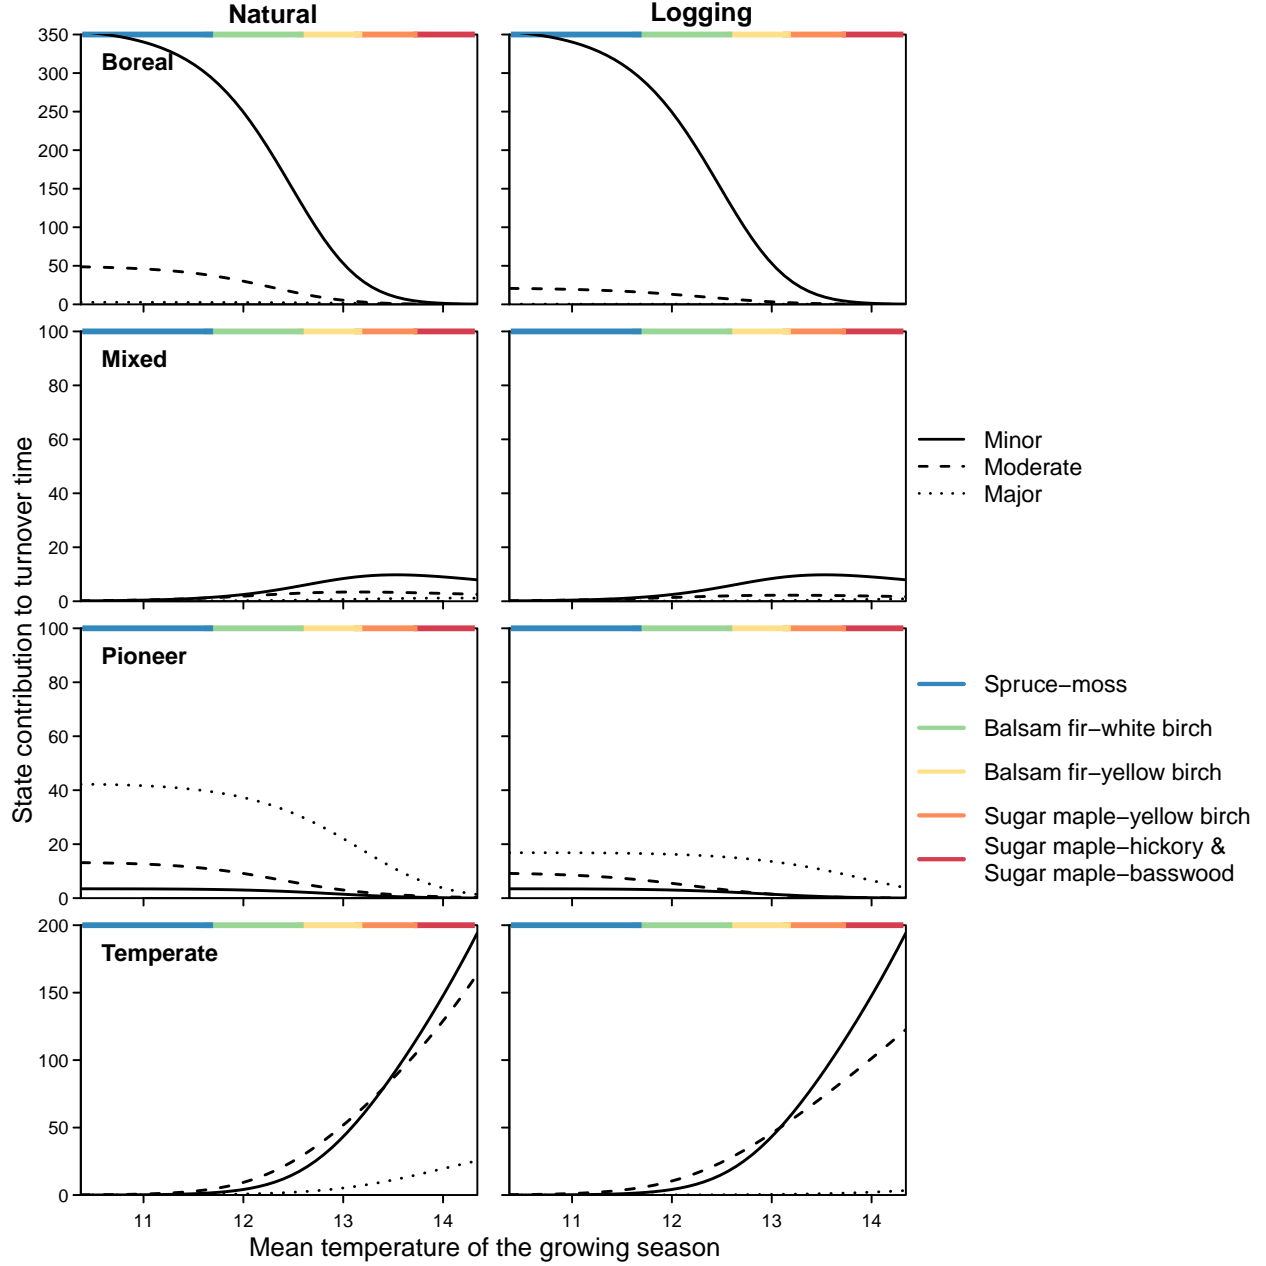 Natural
Logging
Boreal
350
300
250
200
150
100
50
0
Mixed
100
80
60
40
20
0
Minor
Moderate
Major
State contribution to turnover time
Pioneer
100
80
60
40
20
0
Spruce−moss
Balsam fir−white birch
Balsam fir−yellow birch
Sugar maple−yellow birch
Sugar maple−hickory &
Sugar maple−basswood
Temperate
200
150
100
50
0
11 12 13 14
11 12 13 14
Mean temperature of the growing season